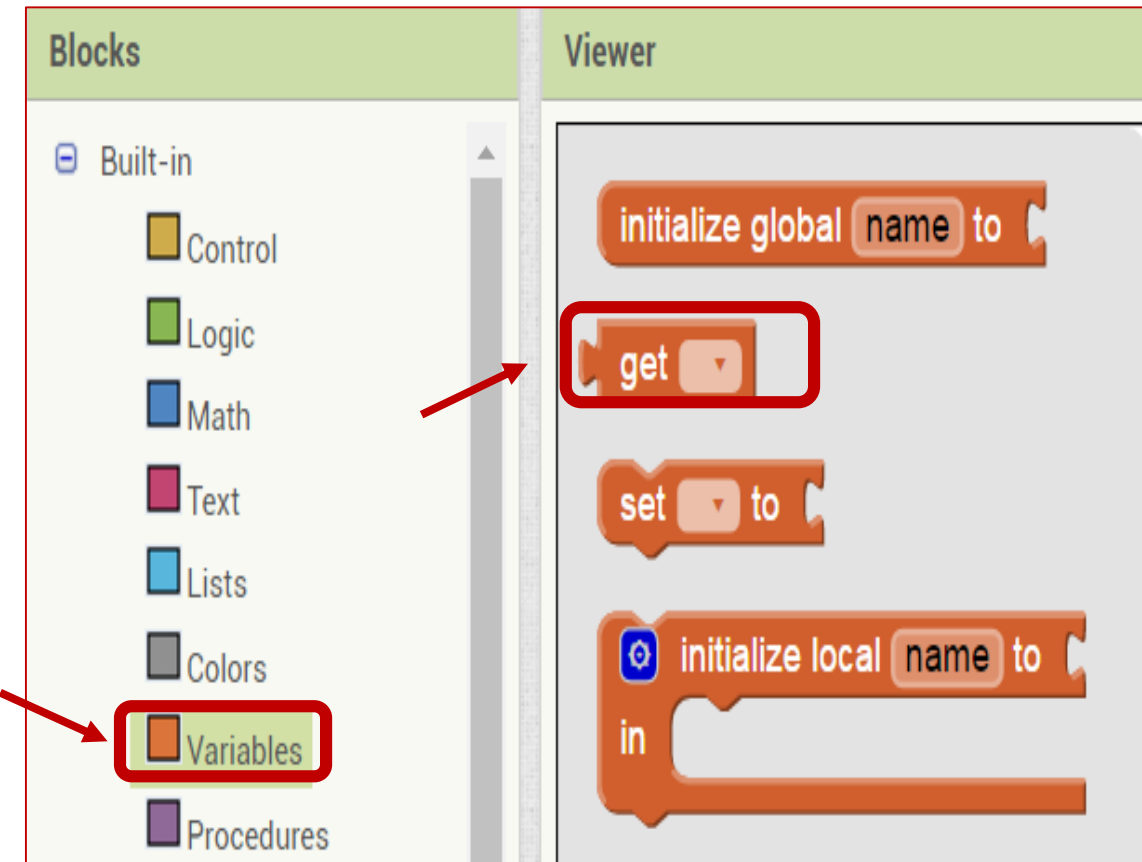 Blocks
Built-in
Control
Logic
Math
Text
Lists
Colors
Variables
Procedures
Viewer
initialize global name to
get
set to
initialize local name to
in